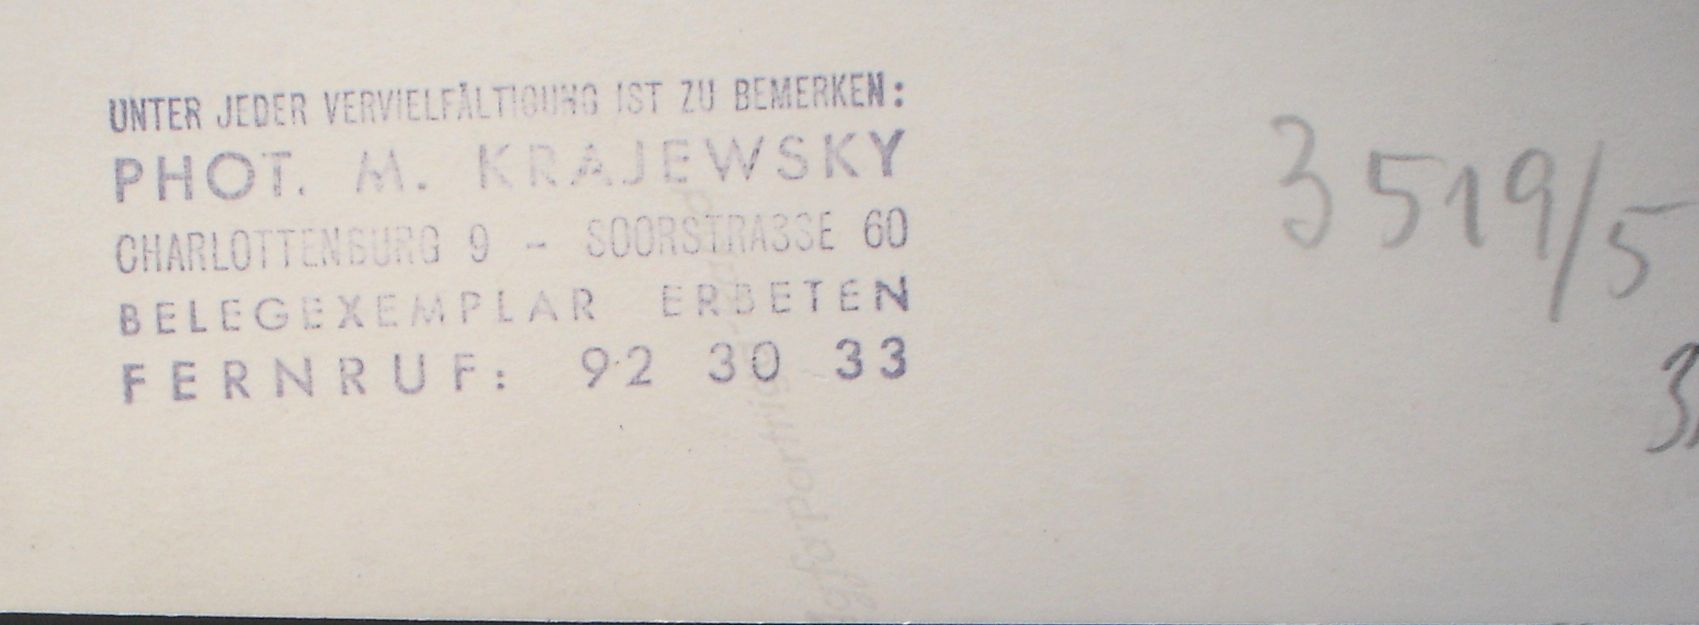 UNTER JEDER VERVIELFÄLTIGUNG IST ZU BEMERKEN:
PHOT. M. KRAJEWSKY
CHARLOTTENBURG 9 - SOORSTRASSE 60
BELEGEXEMPLAR ERBETEN
FERNRUF: 92 30 33
3519/5